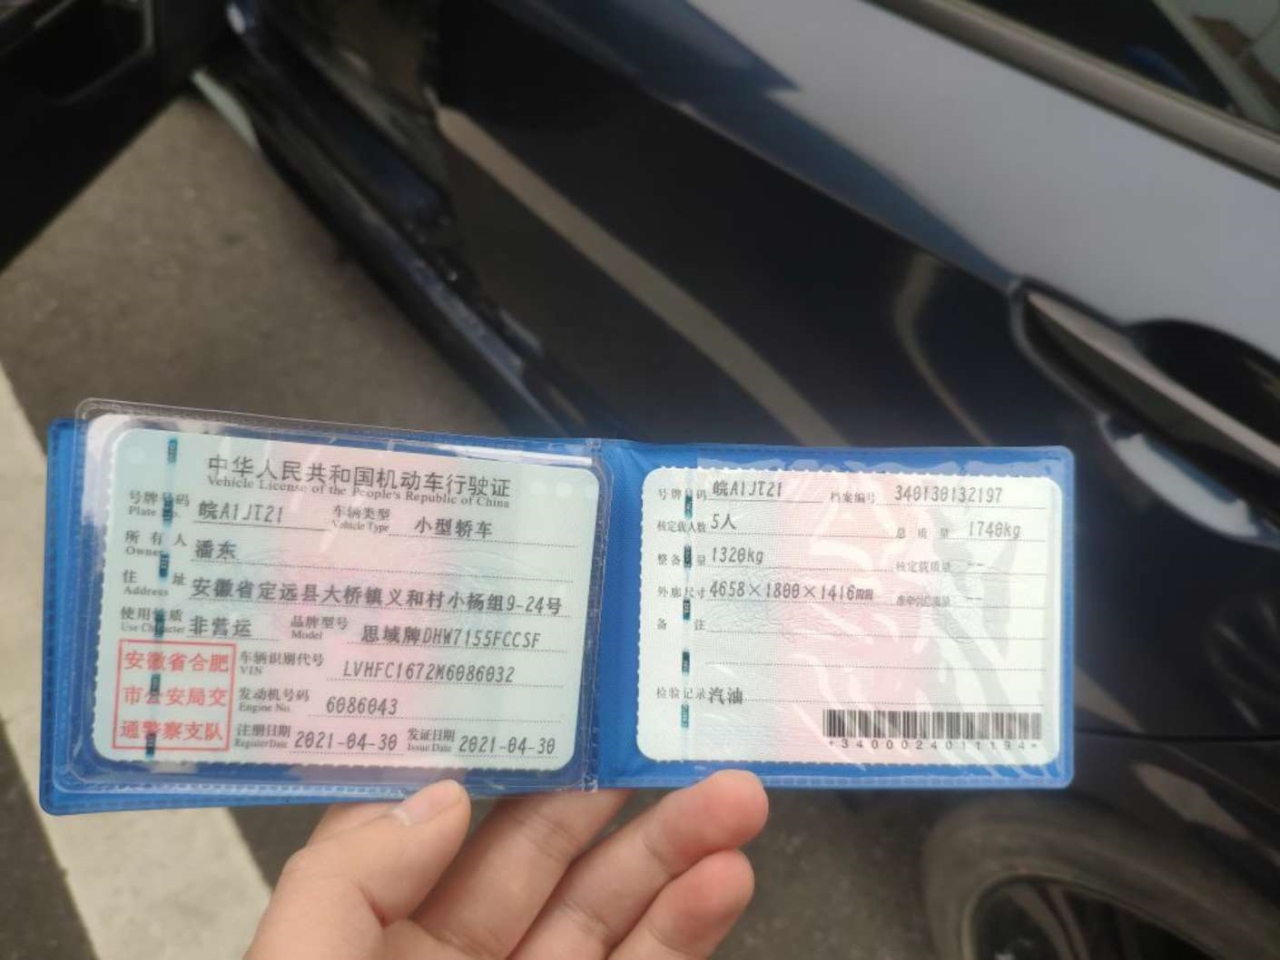 中华人民共和国机动车行驶证
Vehicle License of the People's Republic of China
号牌号码 皖A1JT21 车辆类型 小型轿车
Plate No. Vehicle Type
所有人 潘东
Owner
住址 安徽省定远县大桥镇义和村小杨组9-24号
Address
使用性质 非营运 品牌型号 思域牌DHW7155FCCSF
Use Character Model
安徽省合肥
市公安局交
通警察支队
车辆识别代号 LVHFC1672M6086032
VIN
发动机号码 6086043
Engine No.
注册日期 2021-04-30 发证日期 2021-04-30
Register Date Issue Date
号牌号码 皖A1JT21 档案编号 340130132197
核定载人数 5人 总质量 1740kg
整备质量 1320kg 核定载质量 --
外廓尺寸 4658×1800×1416mm 准牵引总质量 --
备注
检验记录 汽油
*3400024011194*